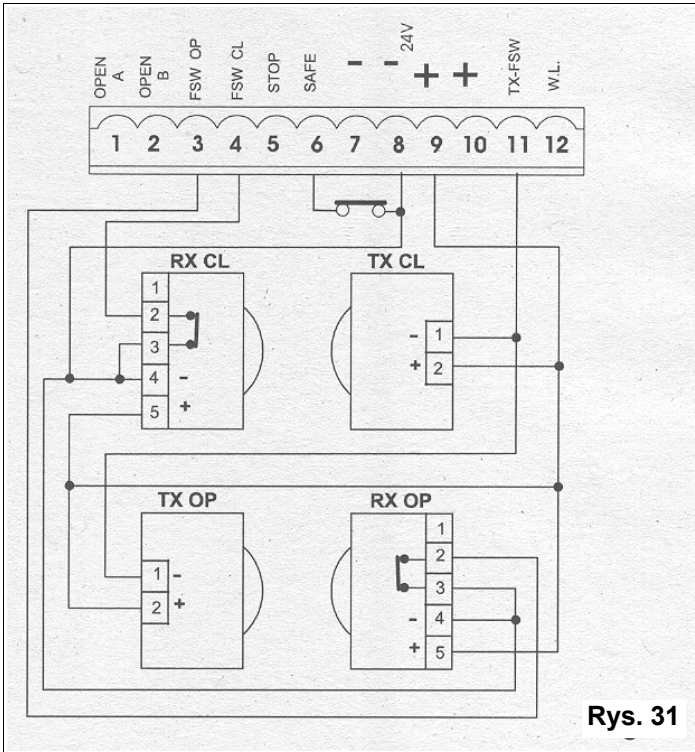 OPEN A
OPEN B
FSW OP
FSW CL
STOP
SAFE
-
-
24V
+
+
TX-FSW
W.L.
1 2 3 4 5 6 7 8 9 10 11 12
RX CL
1
2
3
4 -
5 +
TX CL
- 1
+ 2
TX OP
1 -
2 +
RX OP
1
2
3
- 4
+ 5
Rys. 31